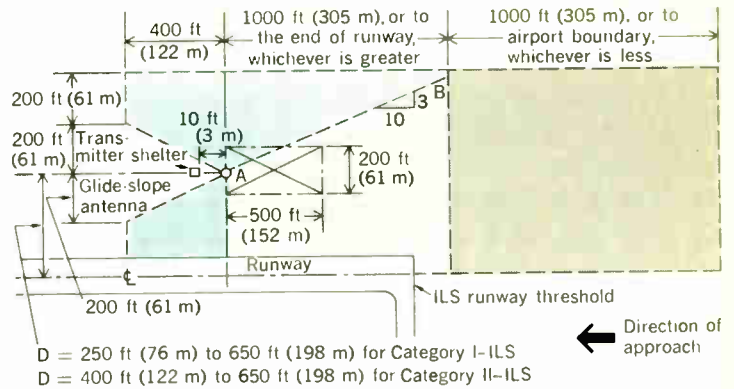 400 ft
(122 m)
1000 ft (305 m), or to
the end of runway,
whichever is greater
1000 ft (305 m), or to
airport boundary,
whichever is less
200 ft (61 m)
10 ft
(3 m)
B
3
10
200 ft
(61 m)
Trans-
mitter shelter
A
200 ft
(61 m)
Glide-slope
antenna
500 ft
(152 m)
Runway
℄
200 ft (61 m)
ILS runway threshold
Direction of
approach
D = 250 ft (76 m) to 650 ft (198 m) for Category I-ILS
D = 400 ft (122 m) to 650 ft (198 m) for Category II-ILS